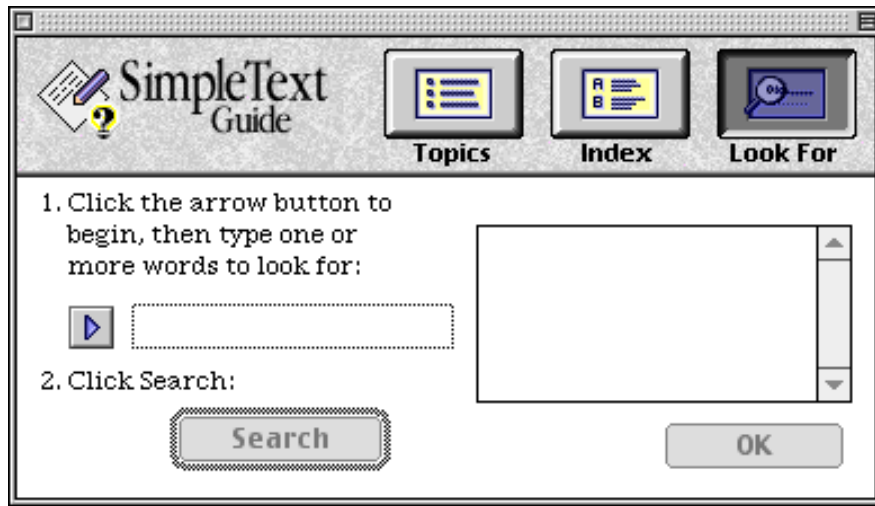 SimpleText
Guide
Topics
Index
Look For
1. Click the arrow button to
begin, then type one or
more words to look for:
2. Click Search:
Search
OK